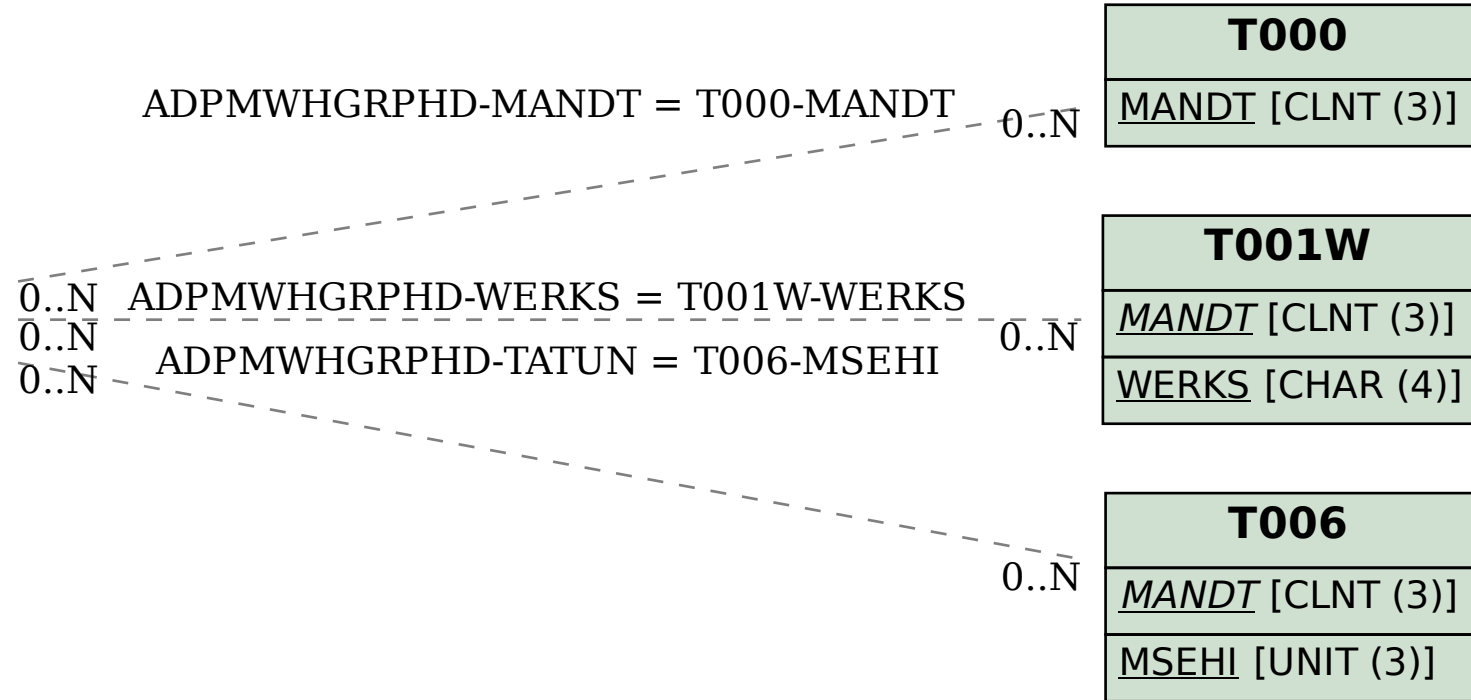 T000
MANDT [CLNT (3)]
ADPMWHGRPHD-MANDT = T000-MANDT
0..N
T001W
MANDT [CLNT (3)]
WERKS [CHAR (4)]
0..N
ADPMWHGRPHD-WERKS = T001W-WERKS
0..N
0..N
ADPMWHGRPHD-TATUN = T006-MSEHI
0..N
T006
MANDT [CLNT (3)]
MSEHI [UNIT (3)]
0..N